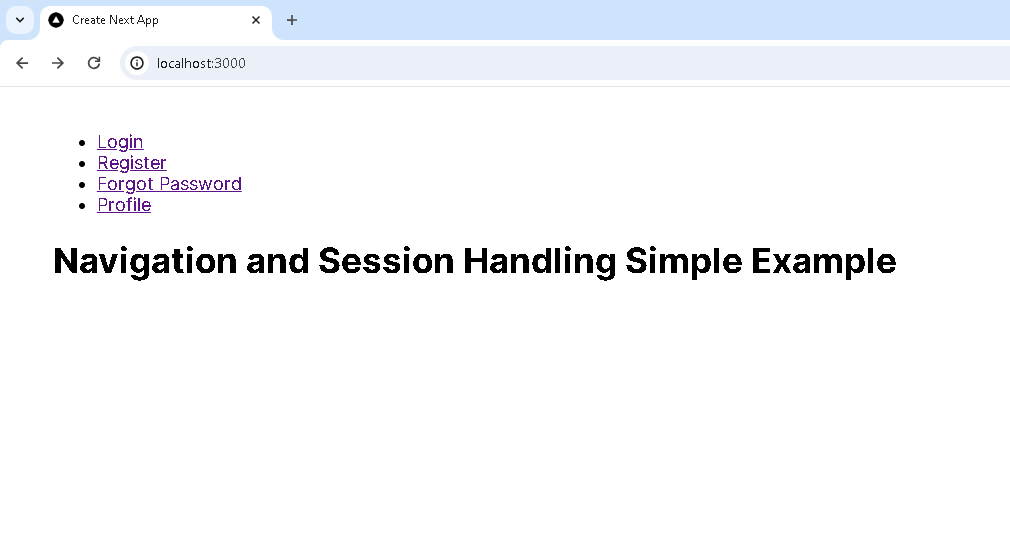 Create Next App
localhost:3000
Login
Register
Forgot Password
Profile
Navigation and Session Handling Simple Example